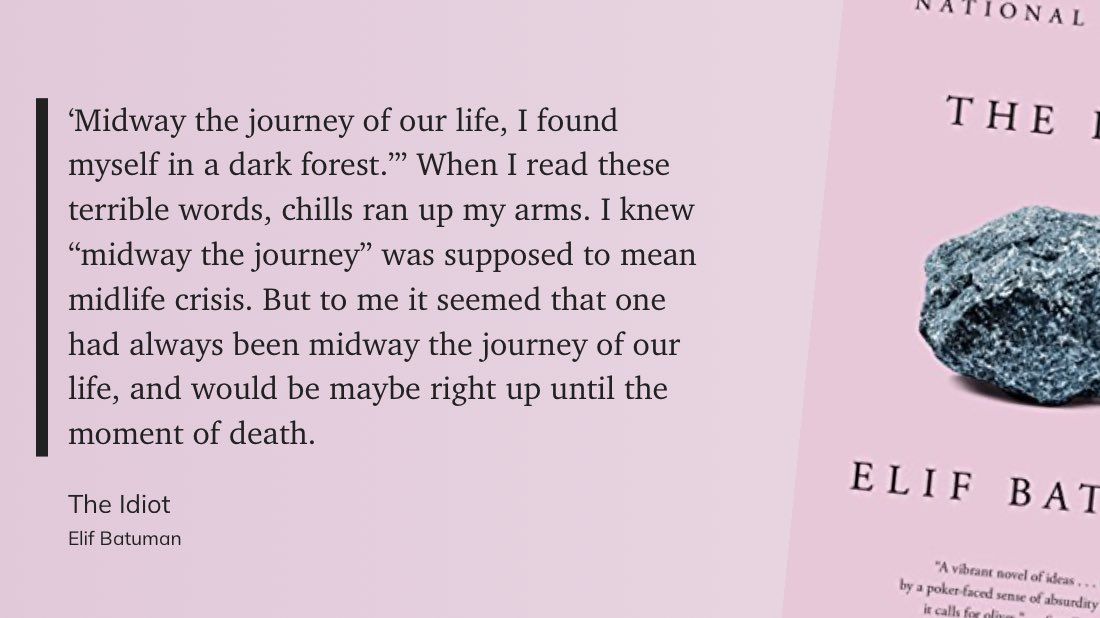 ‘Midway the journey of our life, I found
myself in a dark forest.’” When I read these
terrible words, chills ran up my arms. I knew
“midway the journey” was supposed to mean
midlife crisis. But to me it seemed that one
had always been midway the journey of our
life, and would be maybe right up until the
moment of death.
The Idiot
Elif Batuman
NATIONAL
THE I
ELIF BAT
“A vibrant novel of ideas . . .
by a poker-faced sense of absurdity
it calls for